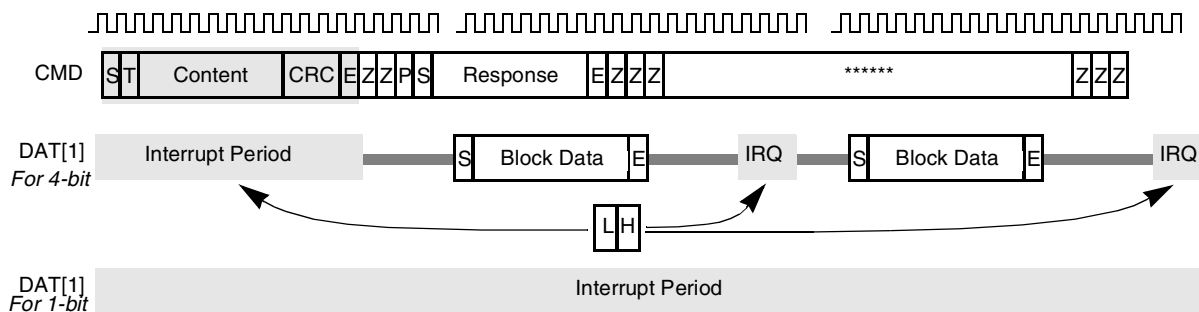 CMD S T Content CRC E Z Z P S Response E Z Z Z ****** Z Z Z
DAT[1] Interrupt Period S Block Data E IRQ S Block Data E IRQ
For 4-bit
L H
DAT[1] Interrupt Period
For 1-bit